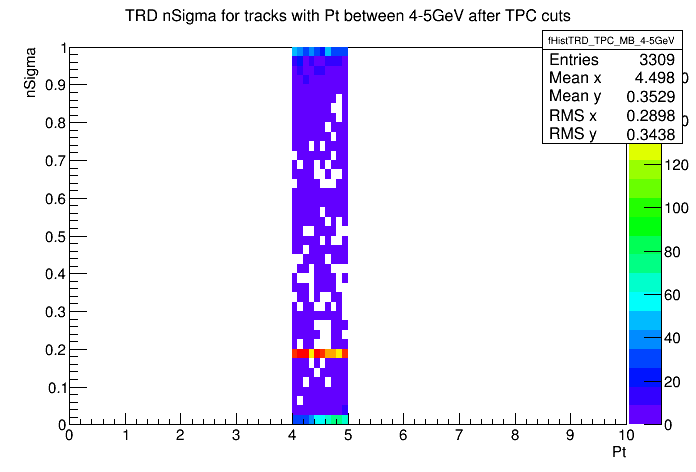 TRD nSigma for tracks with Pt between 4-5GeV after TPC cuts
fHistTRD_TPC_MB_4-5GeV
Entries 3309
Mean x 4.498
Mean y 0.3529
RMS x 0.2898
RMS y 0.3438
nSigma
1
0.9
0.8
0.7
0.6
0.5
0.4
0.3
0.2
0.1
0
0 1 2 3 4 5 6 7 8 9 10
Pt
120
100
80
60
40
20
0